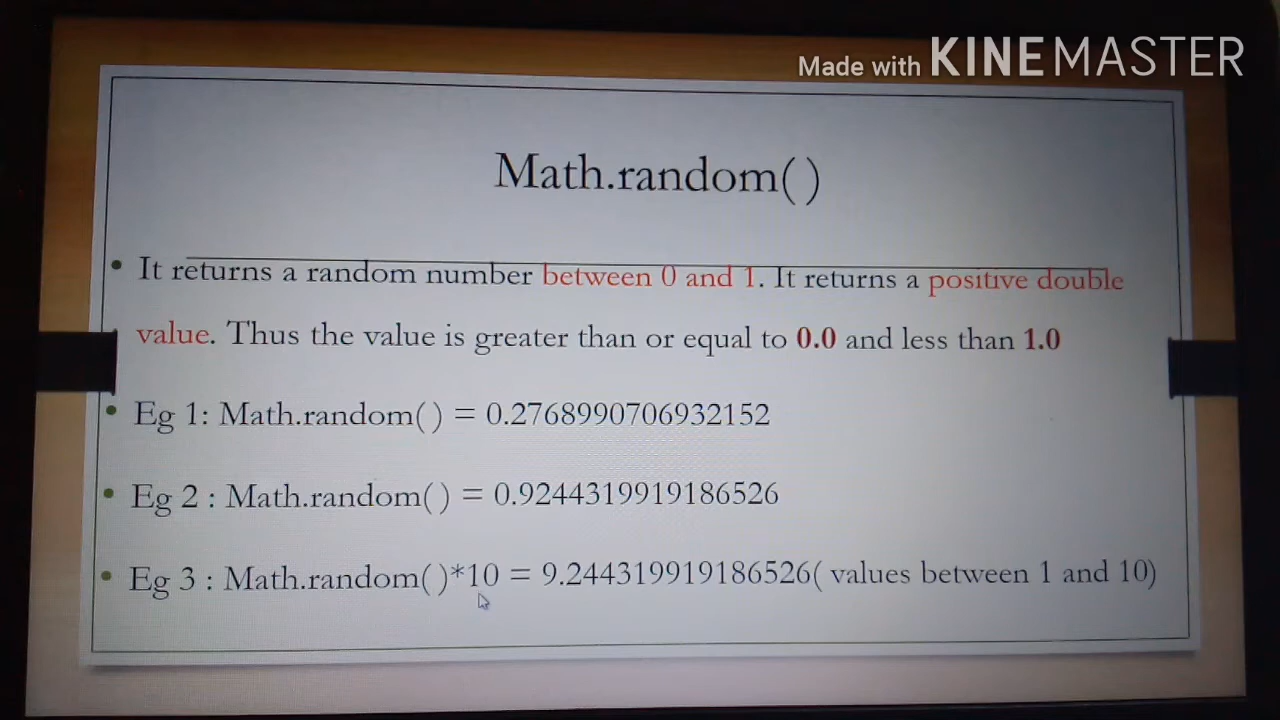 Made with KINEMASTER
Math.random( )
• It returns a random number between 0 and 1. It returns a positive double
value. Thus the value is greater than or equal to 0.0 and less than 1.0
• Eg 1: Math.random( ) = 0.2768990706932152
• Eg 2 : Math.random( ) = 0.9244319919186526
• Eg 3 : Math.random( )*10 = 9.244319919186526( values between 1 and 10)